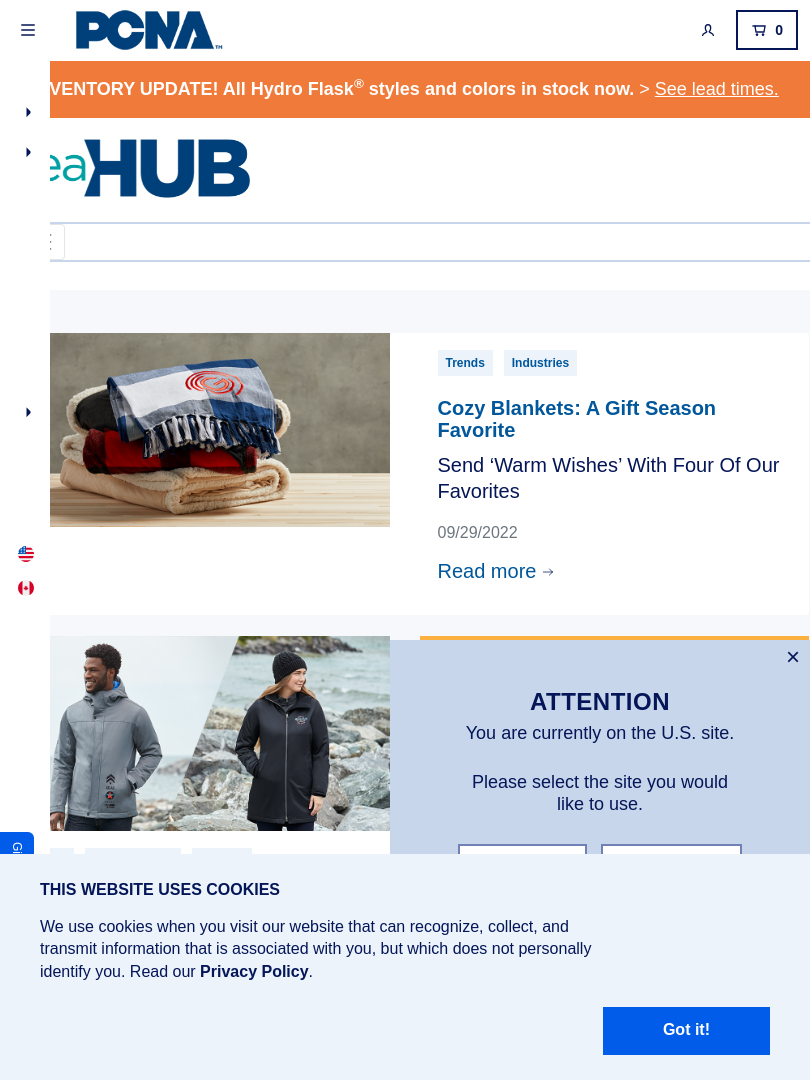 PCNA™
0
VENTORY UPDATE! All Hydro Flask® styles and colors in stock now. > See lead times.
eaHUB
Trends Industries
Cozy Blankets: A Gift Season
Favorite
Send ‘Warm Wishes’ With Four Of Our
Favorites
09/29/2022
Read more →
ATTENTION
You are currently on the U.S. site.
Please select the site you would
like to use.
Gi
THIS WEBSITE USES COOKIES
We use cookies when you visit our website that can recognize, collect, and
transmit information that is associated with you, but which does not personally
identify you. Read our Privacy Policy.
Got it!